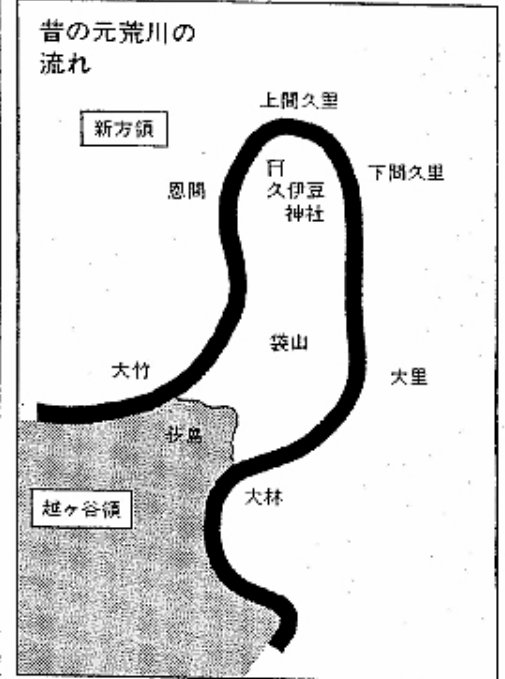 昔の元荒川の
流れ
上間久里
新方領
下間久里
恩間
久伊豆
神社
袋山
大竹
大里
荻島
大林
越ヶ谷領